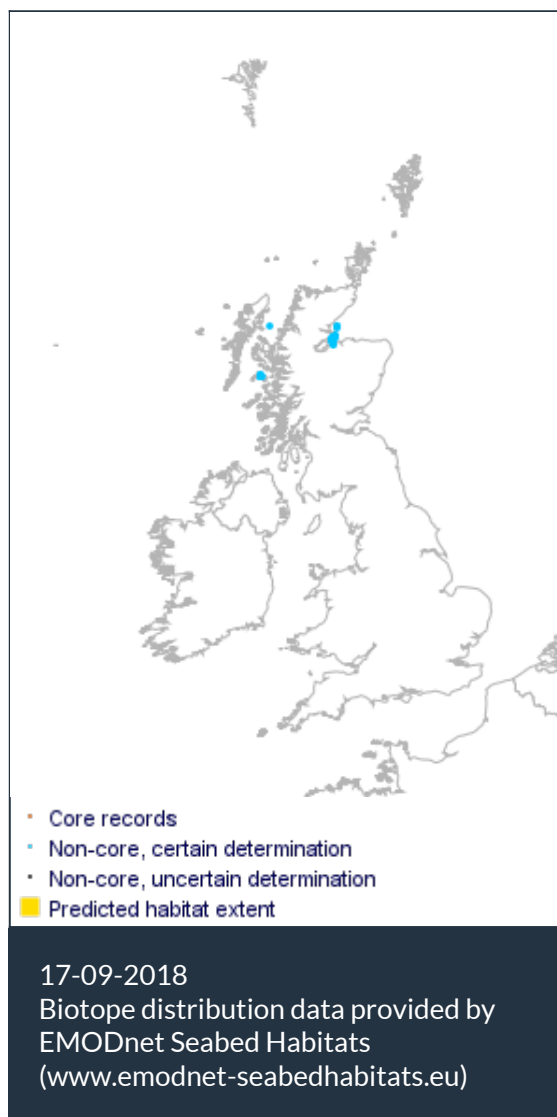 Core records
Non-core, certain determination
Non-core, uncertain determination
Predicted habitat extent
17-09-2018
Biotope distribution data provided by
EMODnet Seabed Habitats
(www.emodnet-seabedhabitats.eu)